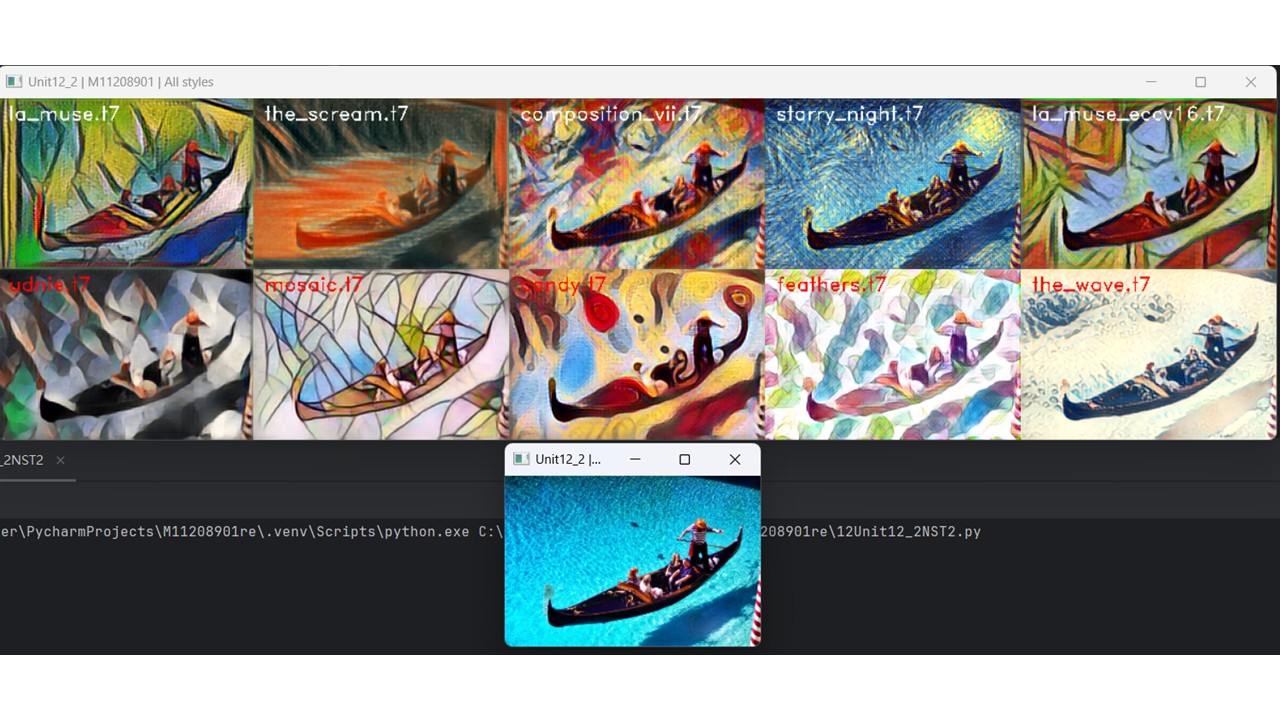 Unit12_2 | M11208901 | All styles
la_muse.t7 the_scream.t7 composition_vii.t7 starry_night.t7 la_muse_eccv16.t7
udnie.t7 mosaic.t7 candy.t7 feathers.t7 the_wave.t7
_2NST2
Unit12_2 |...
er\PycharmProjects\M11208901re\.venv\Scripts\python.exe C:\ 208901re\12Unit12_2NST2.py